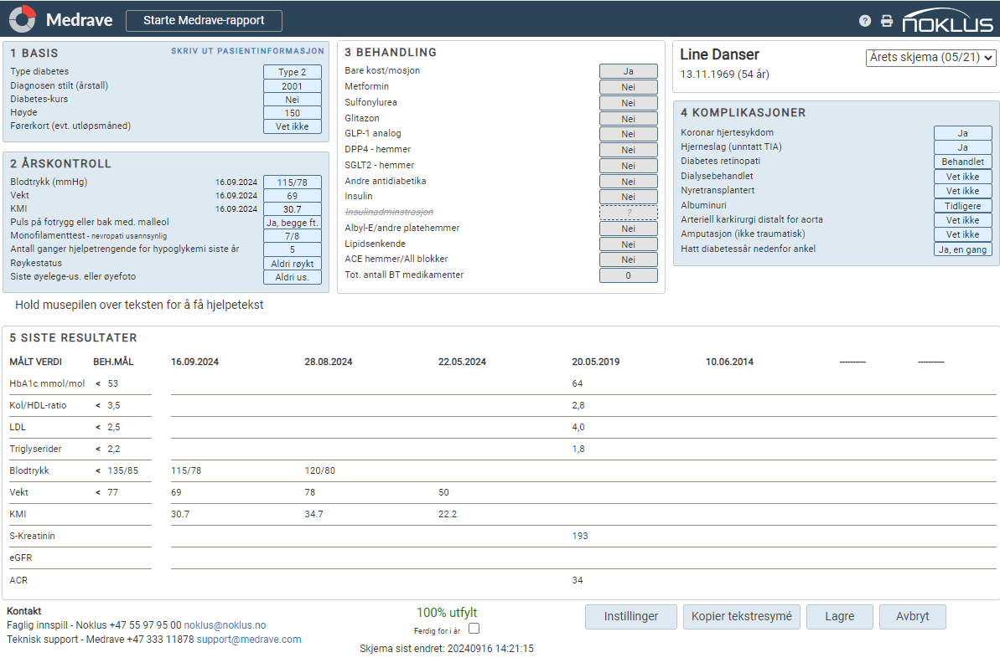 Medrave Starte Medrave-rapport ? NOKLUS
1 BASIS SKRIV UT PASIENTINFORMASJON
Type diabetes Type 2
Diagnosen stilt (årstall) 2001
Diabetes-kurs Nei
Høyde 150
Førerkort (evt. utløpsmåned) Vet ikke
2 ÅRSKONTROLL
Blodtrykk (mmHg) 16.09.2024 115/78
Vekt 16.09.2024 69
KMI 16.09.2024 30.7
Puls på fotrygg eller bak med. malleol Ja, begge ft.
Monofilamenttest - nevropati usannsynlig 7/8
Antall ganger hjelpetrengende for hypoglykemi siste år 5
Røykestatus Aldri røykt
Siste øyelege-us. eller øyefoto Aldri us.
3 BEHANDLING
Bare kost/mosjon Ja
Metformin Nei
Sulfonylurea Nei
Glitazon Nei
GLP-1 analog Nei
DPP4 - hemmer Nei
SGLT2 - hemmer Nei
Andre antidiabetika Nei
Insulin Nei
Insulinadminstrasjon ?
Albyl-E/andre platehemmer Nei
Lipidsenkende Nei
ACE hemmer/All blokker Nei
Tot. antall BT medikamenter 0
Line Danser Årets skjema (05/21)
13.11.1969 (54 år)
4 KOMPLIKASJONER
Koronar hjertesykdom Ja
Hjerneslag (unntatt TIA) Ja
Diabetes retinopati Behandlet
Dialysebehandlet Vet ikke
Nyretransplantert Vet ikke
Albuminuri Tidligere
Arteriell karkirurgi distalt for aorta Vet ikke
Amputasjon (ikke traumatisk) Vet ikke
Hatt diabetessår nedenfor ankel Ja, en gang
Hold musepilen over teksten for å få hjelpetekst
5 SISTE RESULTATER
MÅLT VERDI BEH.MÅL 16.09.2024 28.08.2024 22.05.2024 20.05.2019 10.06.2014 ---------- ----------
HbA1c mmol/mol < 53 64
Kol/HDL-ratio < 3,5 2,8
LDL < 2,5 4,0
Triglyserider < 2,2 1,8
Blodtrykk < 135/85 115/78 120/80
Vekt < 77 69 78 50
KMI 30.7 34.7 22.2
S-Kreatinin 193
eGFR
ACR 34
Kontakt
Faglig innspill - Noklus +47 55 97 95 00 noklus@noklus.no
Teknisk support - Medrave +47 333 11878 support@medrave.com
100% utfylt
Ferdig for i år
Skjema sist endret: 20240916 14:21:15
Instillinger Kopier tekstresymé Lagre Avbryt